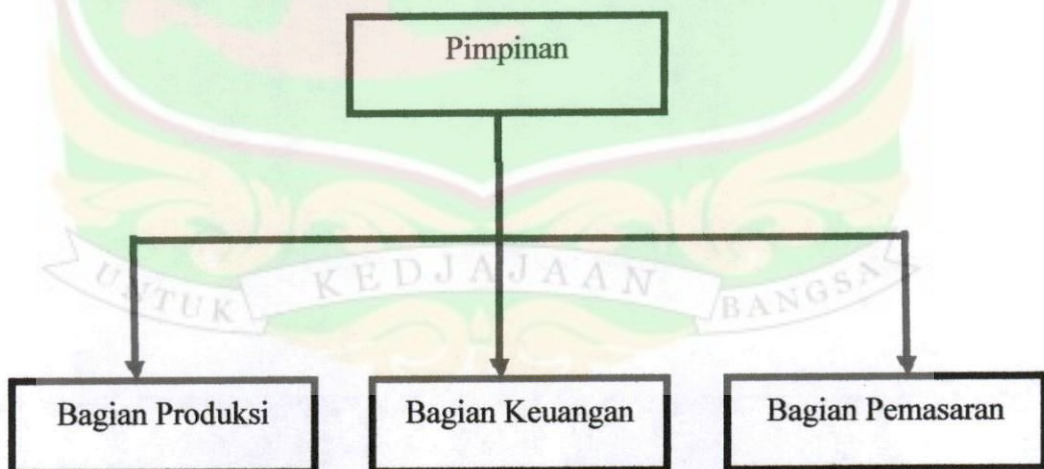 Pimpinan
UNTUK KEDJAJAAN BANGSA
Bagian Produksi
Bagian Keuangan
Bagian Pemasaran